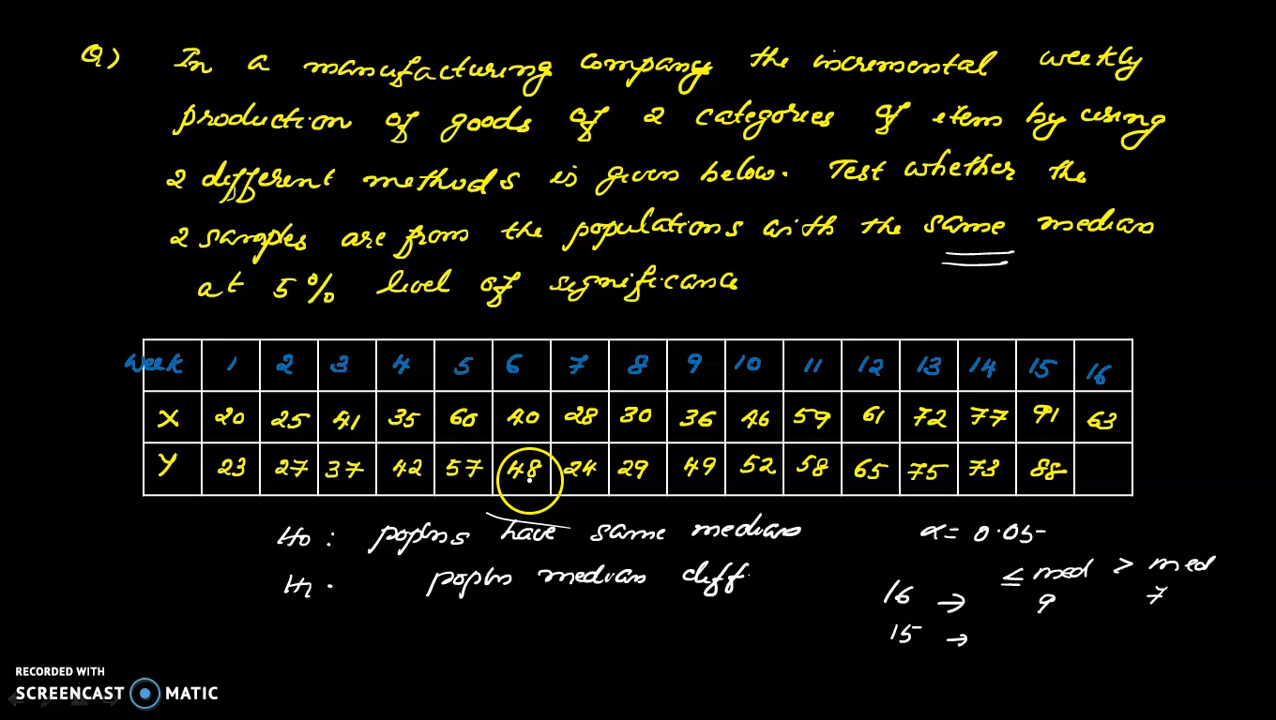 Q) In a manufacturing company the incremental weekly
production of goods of 2 categories of item by using
2 different methods is given below. Test whether the
2 samples are from the populations with the same median
at 5% level of significance
Week 1 2 3 4 5 6 7 8 9 10 11 12 13 14 15 16
X 20 25 41 35 60 40 28 30 36 46 59 61 72 77 91 63
Y 23 27 37 42 57 48 24 29 49 52 58 65 75 73 88
H0 : poplns have same median α = 0.05
H1 . popln median diff
≤ med > med
16 → 9 7
15 →
RECORDED WITH
SCREENCAST MATIC